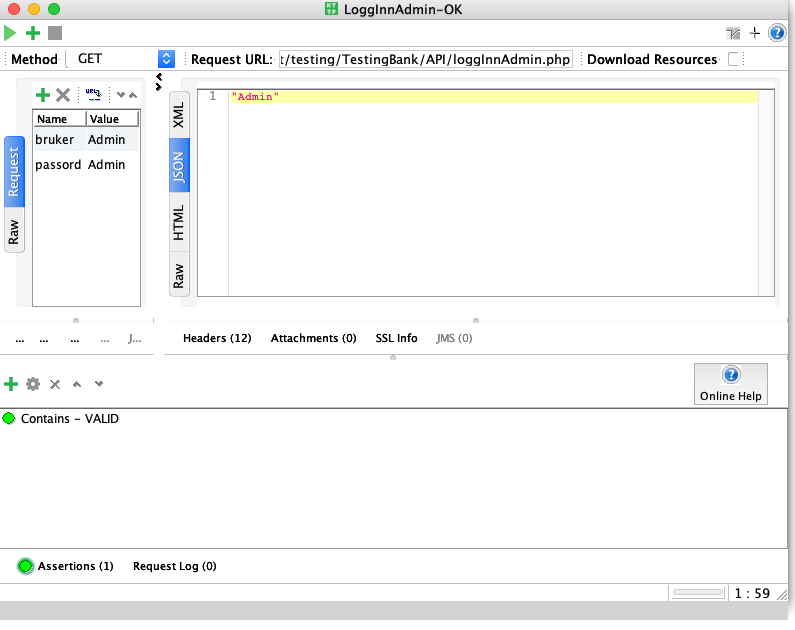 LoggInnAdmin-OK
Method GET Request URL: t/testing/TestingBank/API/loggInnAdmin.php Download Resources
URL
Name Value
bruker Admin
passord Admin
Request
Raw
XML
JSON
HTML
Raw
1 "Admin"
... ... ... ... J...
Headers (12) Attachments (0) SSL Info JMS (0)
Online Help
Contains - VALID
Assertions (1) Request Log (0)
1 : 59